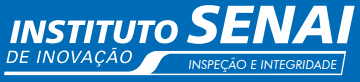 INSTITUTO SENAI
DE INOVAÇÃO
INSPEÇÃO E INTEGRIDADE